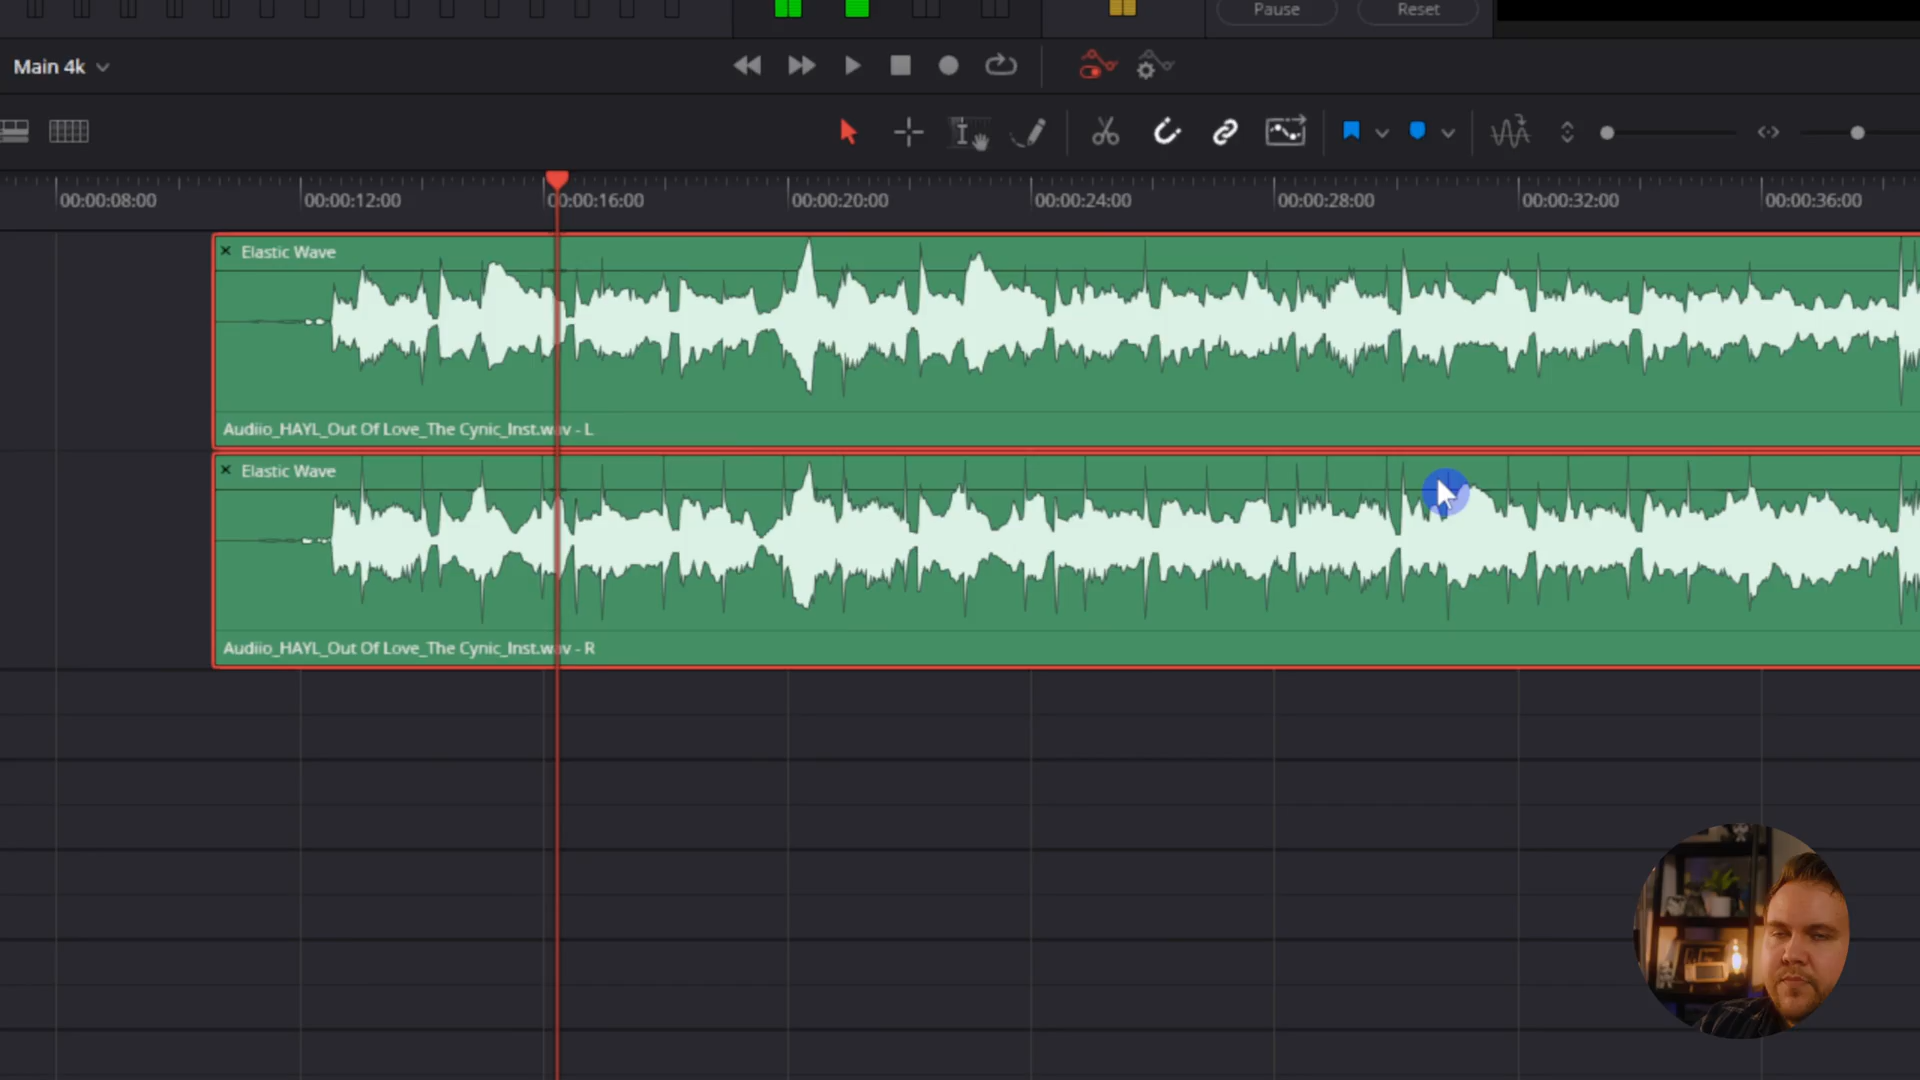 Pause
Reset
Main 4k
00:00:08:00
00:00:12:00
00:00:16:00
00:00:20:00
00:00:24:00
00:00:28:00
00:00:32:00
00:00:36:00
Elastic Wave
Audiio_HAYL_Out Of Love_The Cynic_Inst.wav - L
Elastic Wave
Audiio_HAYL_Out Of Love_The Cynic_Inst.wav - R